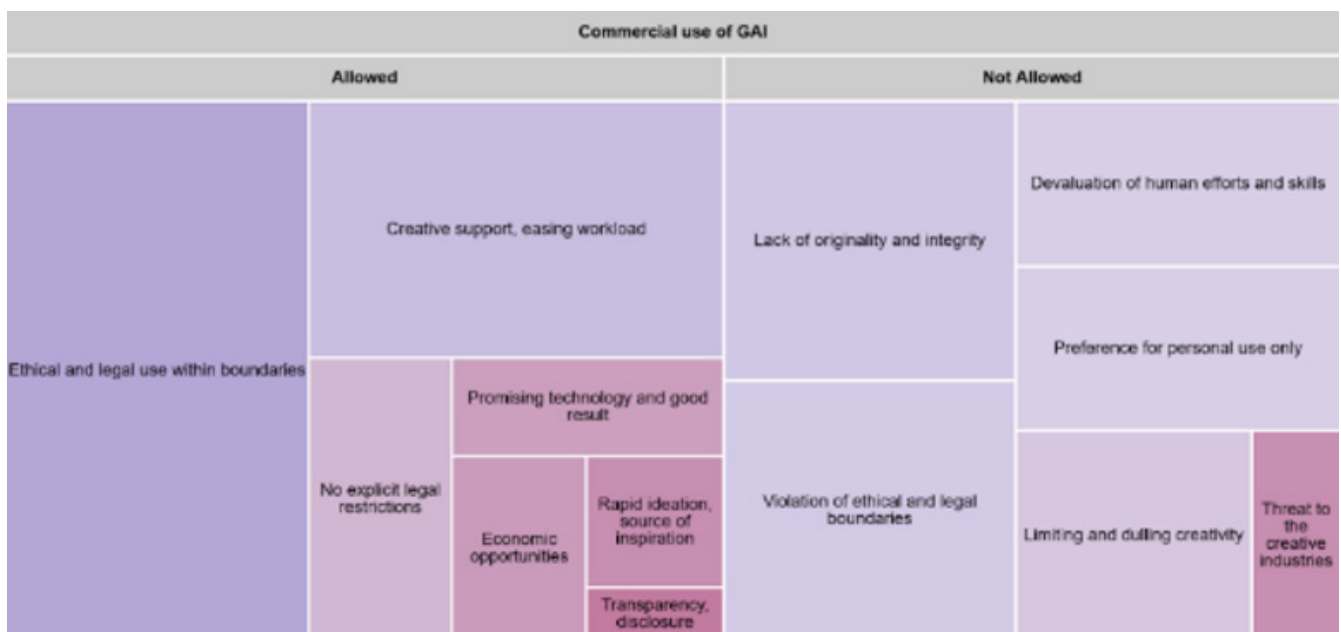 Commercial use of GAI
Allowed
Not Allowed
Ethical and legal use within boundaries
Creative support, easing workload
No explicit legal
restrictions
Promising technology and good
result
Economic
opportunities
Rapid ideation,
source of
inspiration
Transparency,
disclosure
Lack of originality and integrity
Violation of ethical and legal
boundaries
Devaluation of human efforts and skills
Preference for personal use only
Limiting and dulling creativity
Threat to
the
creative
industries